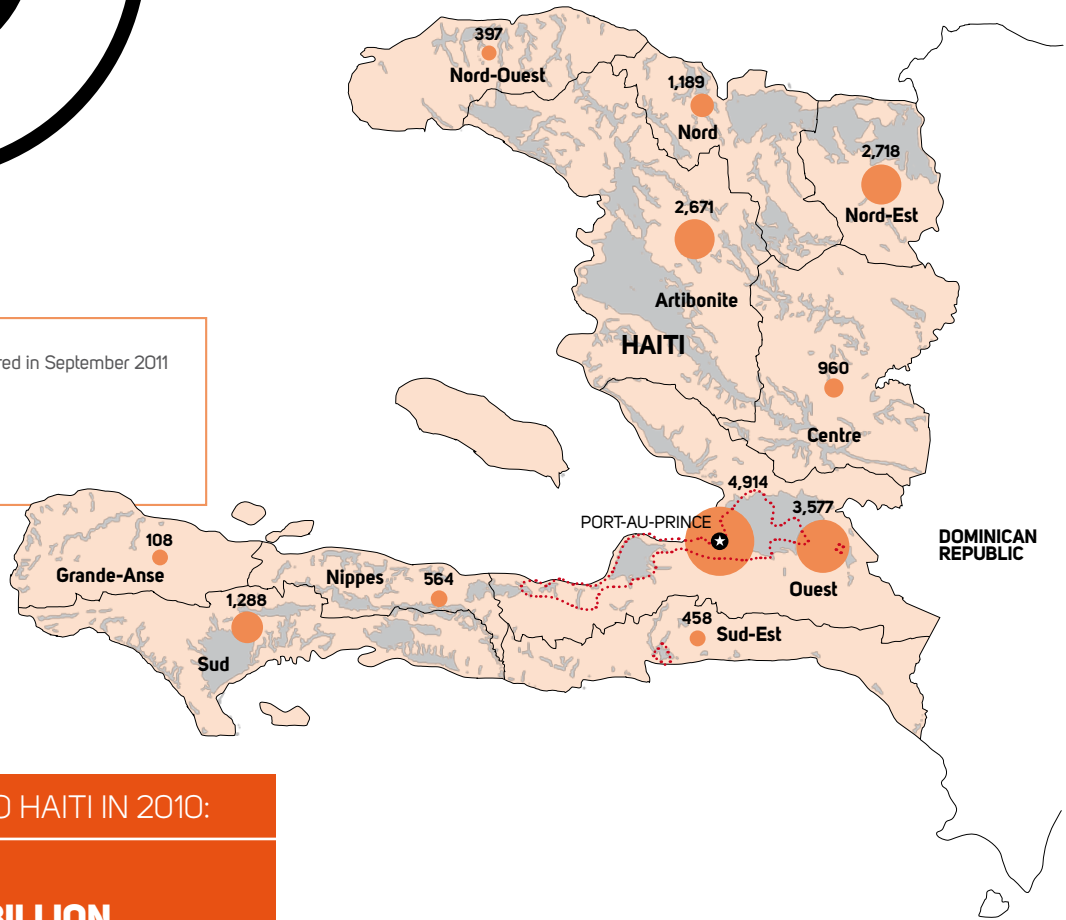 397
Nord-Ouest
1,189
Nord
2,718
Nord-Est
2,671
Artibonite
HAITI
960
Centre
4,914
PORT-AU-PRINCE
3,577
Ouest
DOMINICAN
REPUBLIC
108
Grande-Anse
Nippes
564
1,288
Sud
458
Sud-Est
in September 2011
HAITI IN 2010: